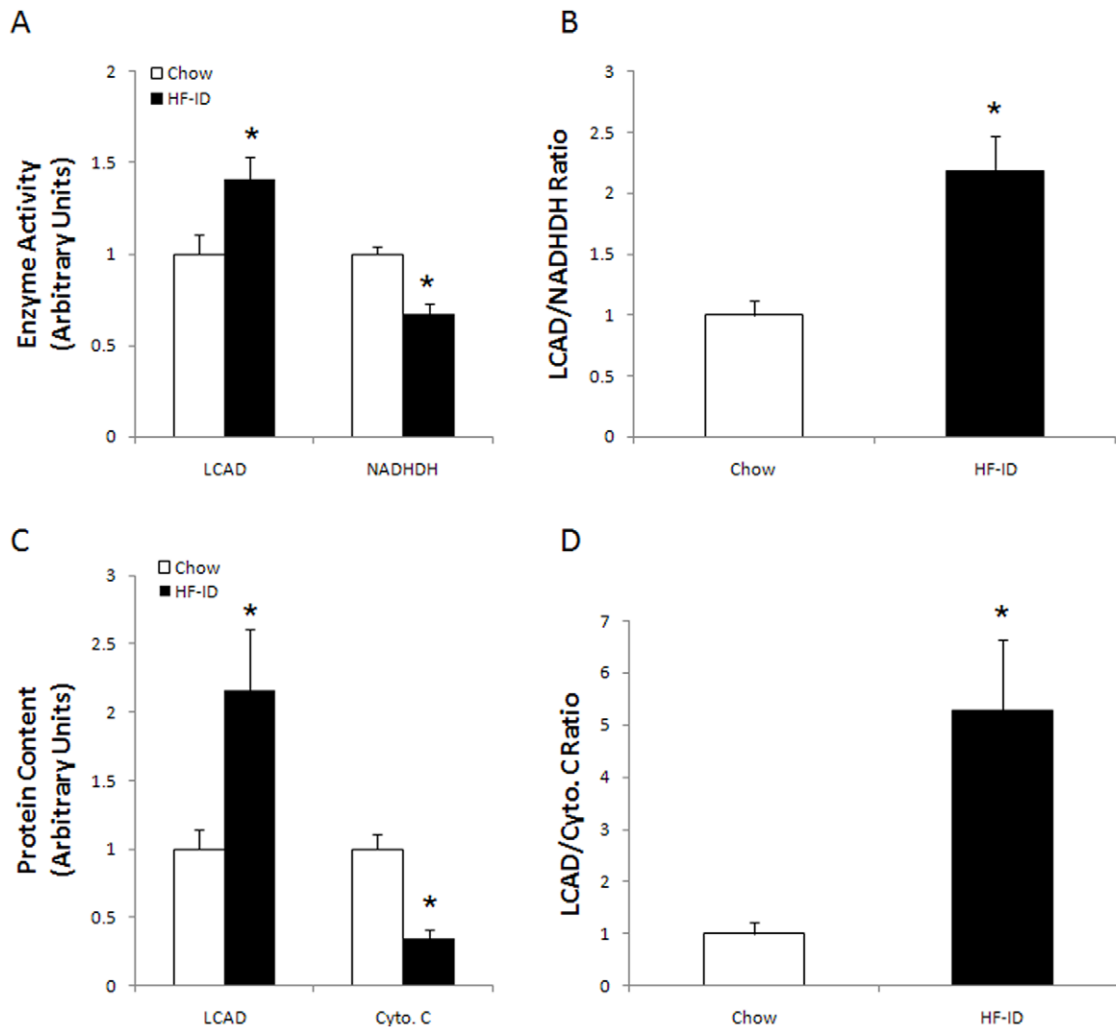 A
Chow
HF-ID
Enzyme Activity
(Arbitrary Units)
2
*
1.5
1
*
0.5
0
LCAD NADHDH
B
LCAD/NADHDH Ratio
3
*
2.5
2
1.5
1
0.5
0
Chow HF-ID
C
Chow
HF-ID
Protein Content
(Arbitrary Units)
3
*
2.5
2
1.5
1
*
0.5
0
LCAD Cyto. C
D
LCAD/Cyto. C Ratio
7
*
6
5
4
3
2
1
0
Chow HF-ID